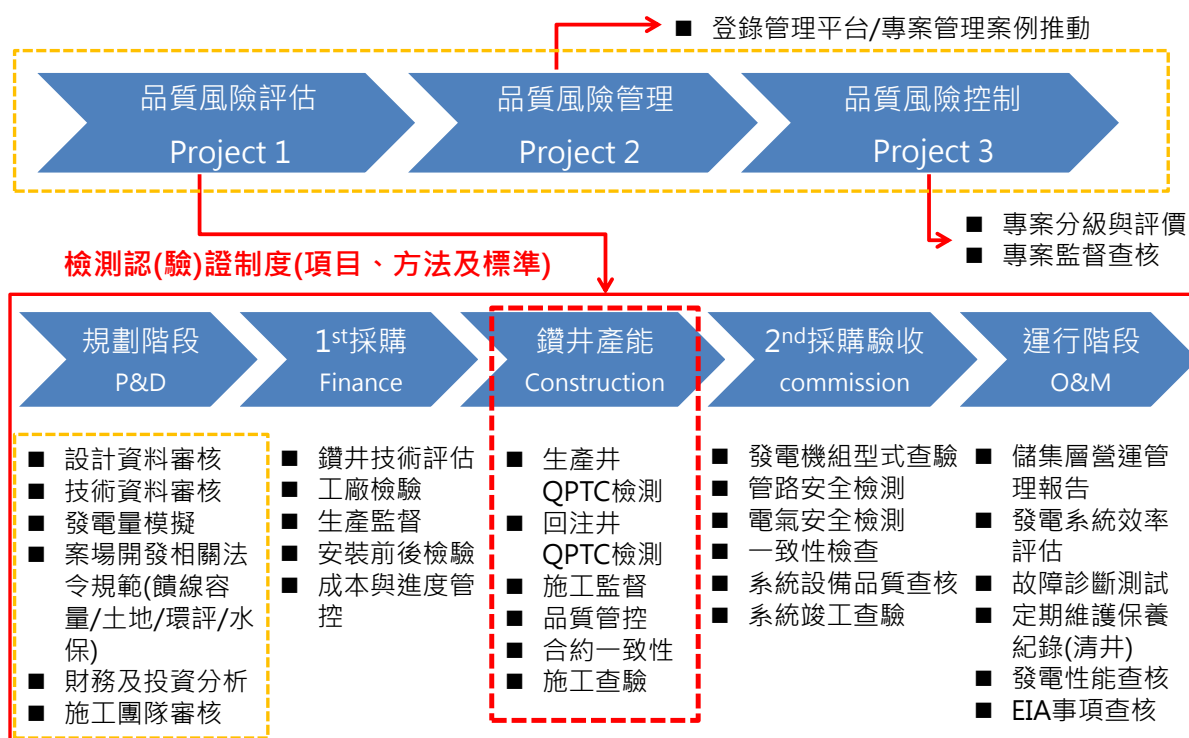 ■ 登錄管理平台/專案管理案例推動
品質風險評估
Project 1
品質風險管理
Project 2
品質風險控制
Project 3
■ 專案分級與評價
■ 專案監督查核
檢測認(驗)證制度(項目、方法及標準)
規劃階段
P&D
1st採購
Finance
鑽井產能
Construction
2nd採購驗收
commission
運行階段
O&M
■ 設計資料審核
■ 技術資料審核
■ 發電量模擬
■ 案場開發相關法
令規範(饋線容
量/土地/環評/水
保)
■ 財務及投資分析
■ 施工團隊審核
■ 鑽井技術評估
■ 工廠檢驗
■ 生產監督
■ 安裝前後檢驗
■ 成本與進度管
控
■ 生產井
QPTC檢測
■ 回注井
QPTC檢測
■ 施工監督
■ 品質管控
■ 合約一致性
■ 施工查驗
■ 發電機組型式查驗
■ 管路安全檢測
■ 電氣安全檢測
■ 一致性檢查
■ 系統設備品質查核
■ 系統竣工查驗
■ 儲集層營運管
理報告
■ 發電系統效率
評估
■ 故障診斷測試
■ 定期維護保養
紀錄(清井)
■ 發電性能查核
■ EIA事項查核